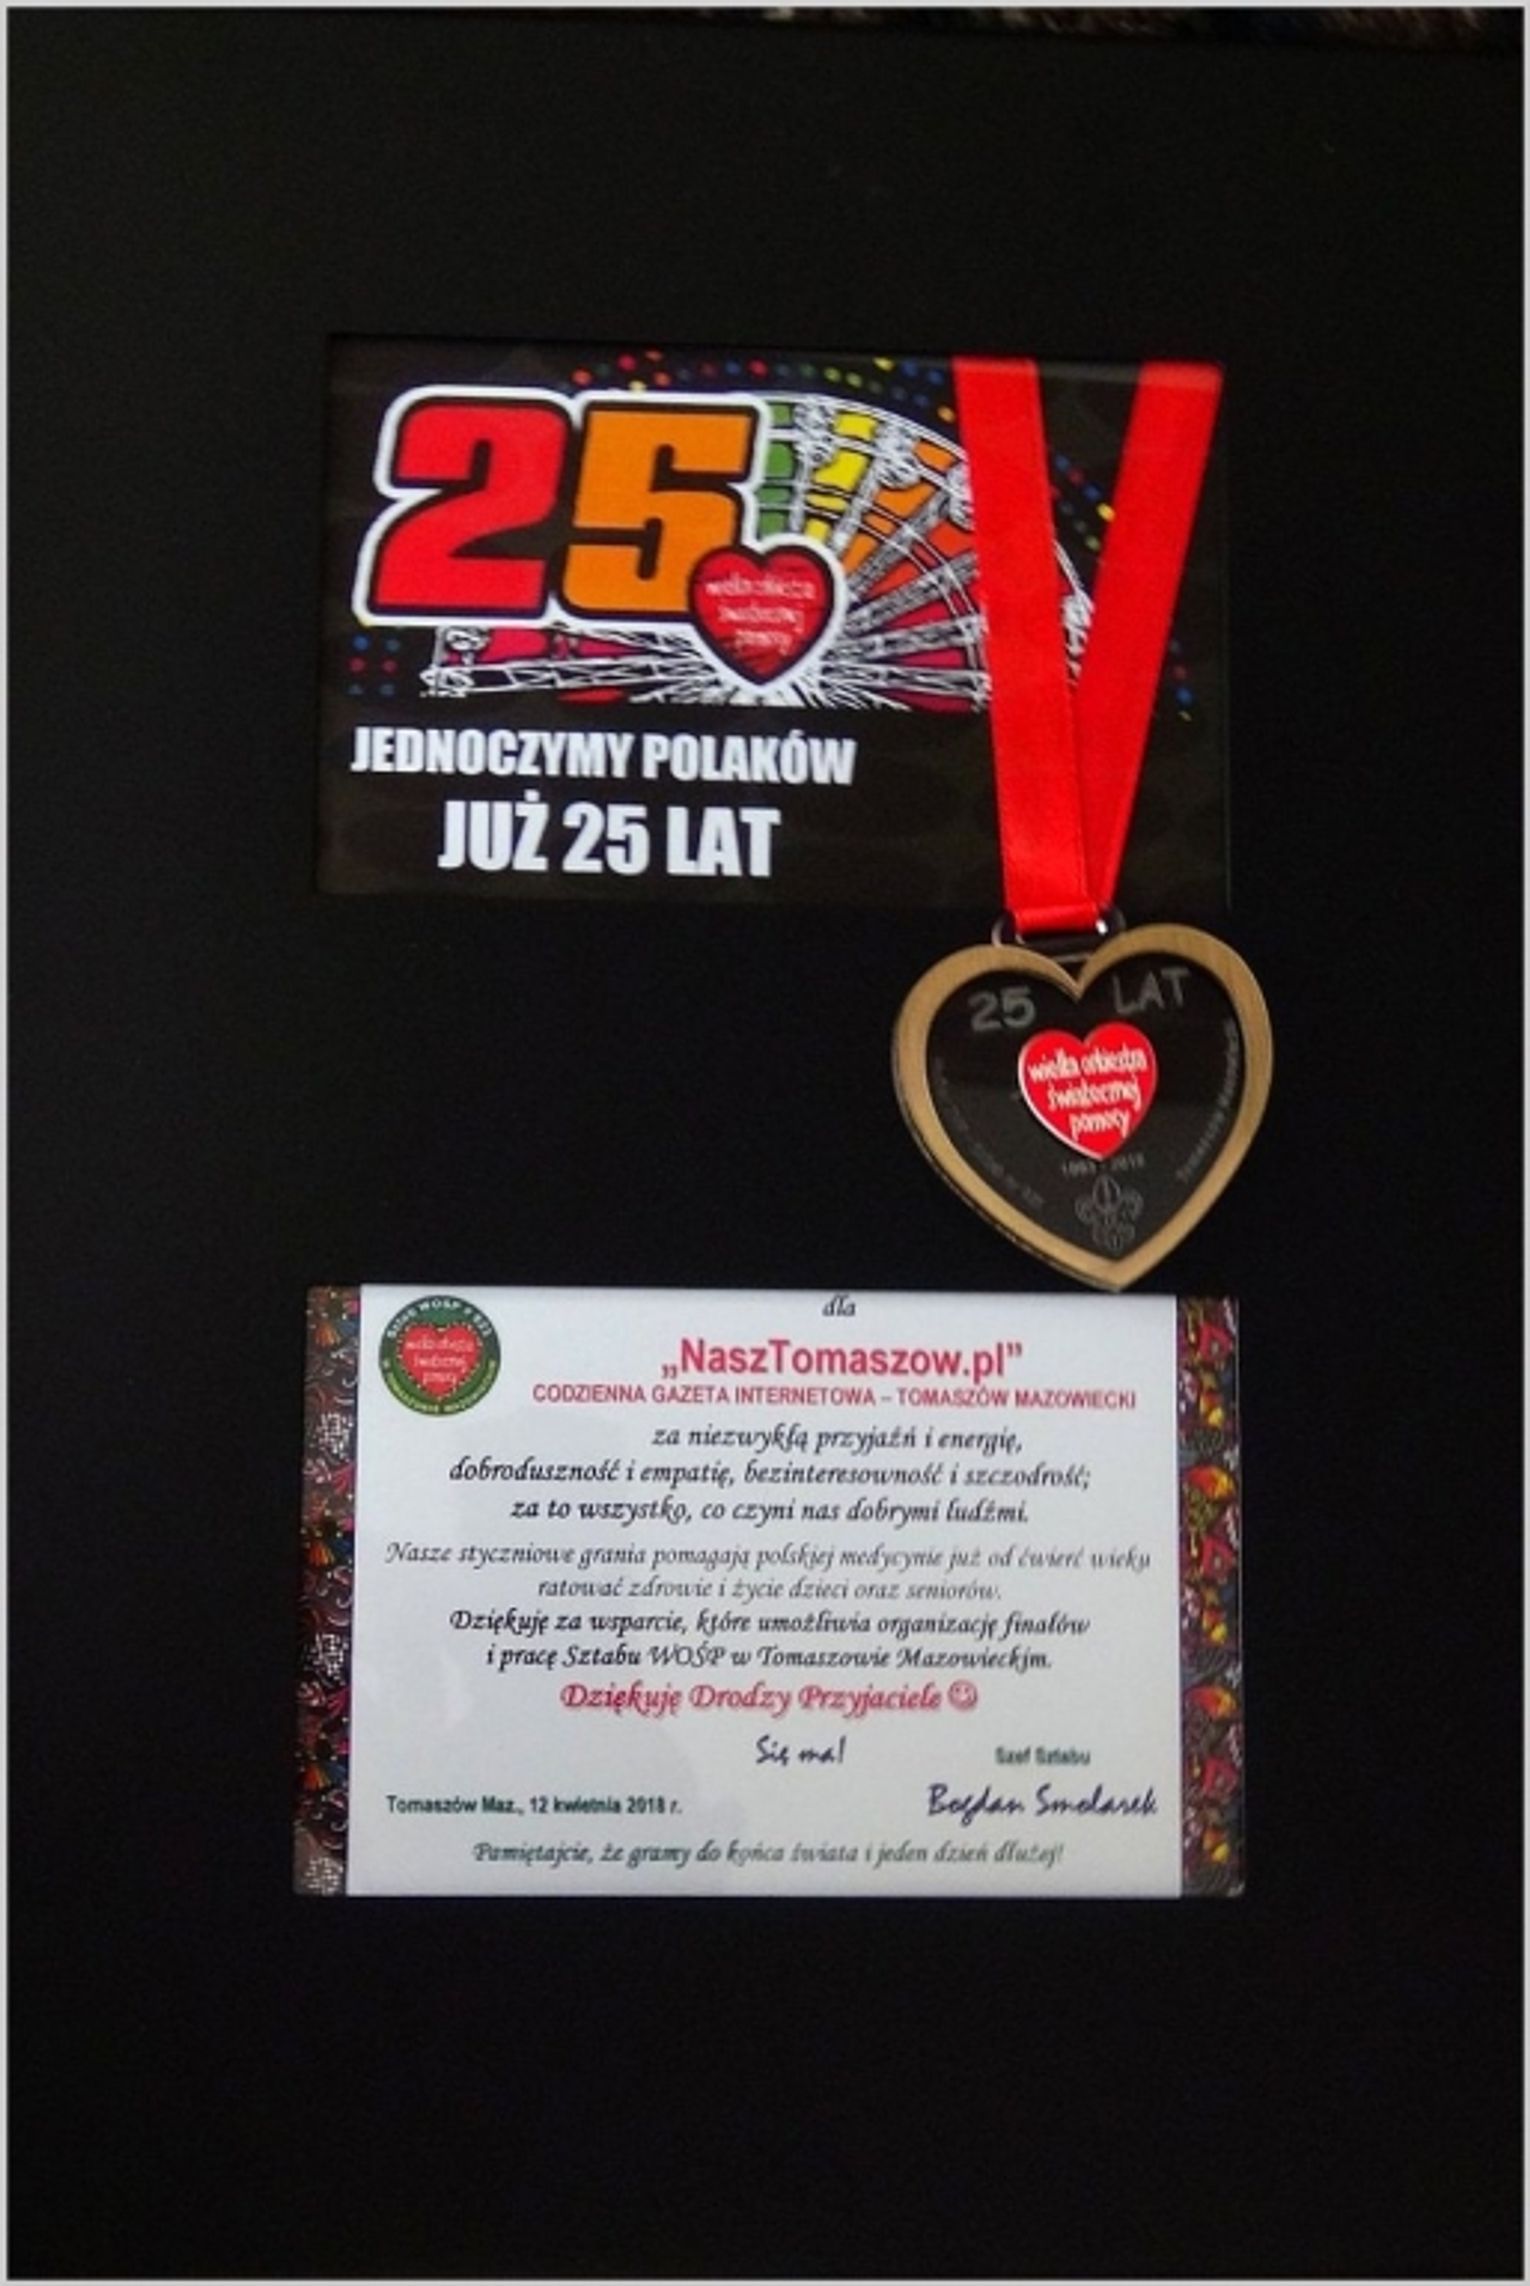 25
wielka orkiestra
świątecznej
pomocy
JEDNOCZYMY POLAKÓW
JUŻ 25 LAT
25 LAT
wielka orkiestra
świątecznej
pomocy
Tomaszów Mazowiecki
dla
„NaszTomaszow.pl”
CODZIENNA GAZETA INTERNETOWA – TOMASZÓW MAZOWIECKI
za niezwykłą przyjaźń i energię,
dobroduszność i empatię, bezinteresowność i szczodrość;
za to wszystko, co czyni nas dobrymi ludźmi.
Nasze styczniowe grania pomagają polskiej medycynie już od ćwierć wieku
ratować zdrowie i życie dzieci oraz seniorów.
Dziękuję za wsparcie, które umożliwia organizację finałów
i pracę Sztabu WOŚP w Tomaszowie Mazowieckim.
Dziękuję Drodzy Przyjaciele ☺
Się ma!
Szef Sztabu
Tomaszów Maz., 12 kwietnia 2018 r.
Bogdan Smolarek
Pamiętajcie, że gramy do końca świata i jeden dzień dłużej!